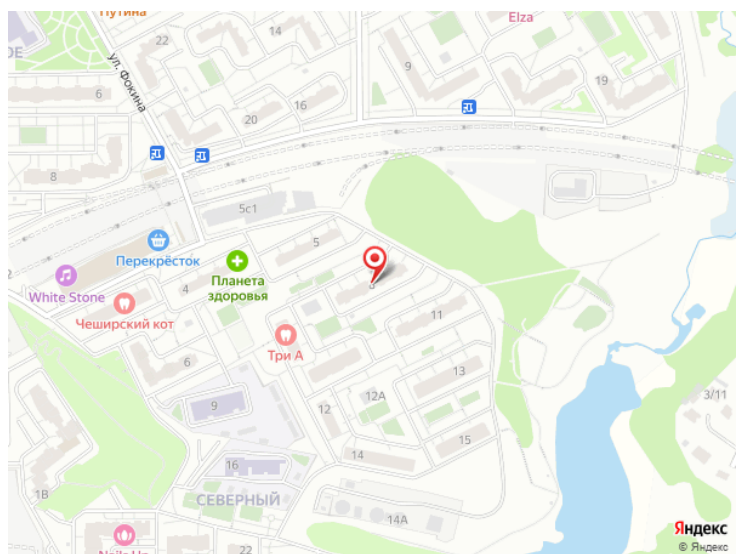 Путина
Elza
22
9
ОЕ
ул. Фокина
19
6
16
20
8
5с1
5
Перекрёсток
Планета
здоровья
White Stone
4
Чеширский кот
11
Три А
6
13
12А
9
12
3/11
15
14
16
1В
СЕВЕРНЫЙ
14А
22
Яндекс
© Яндекс